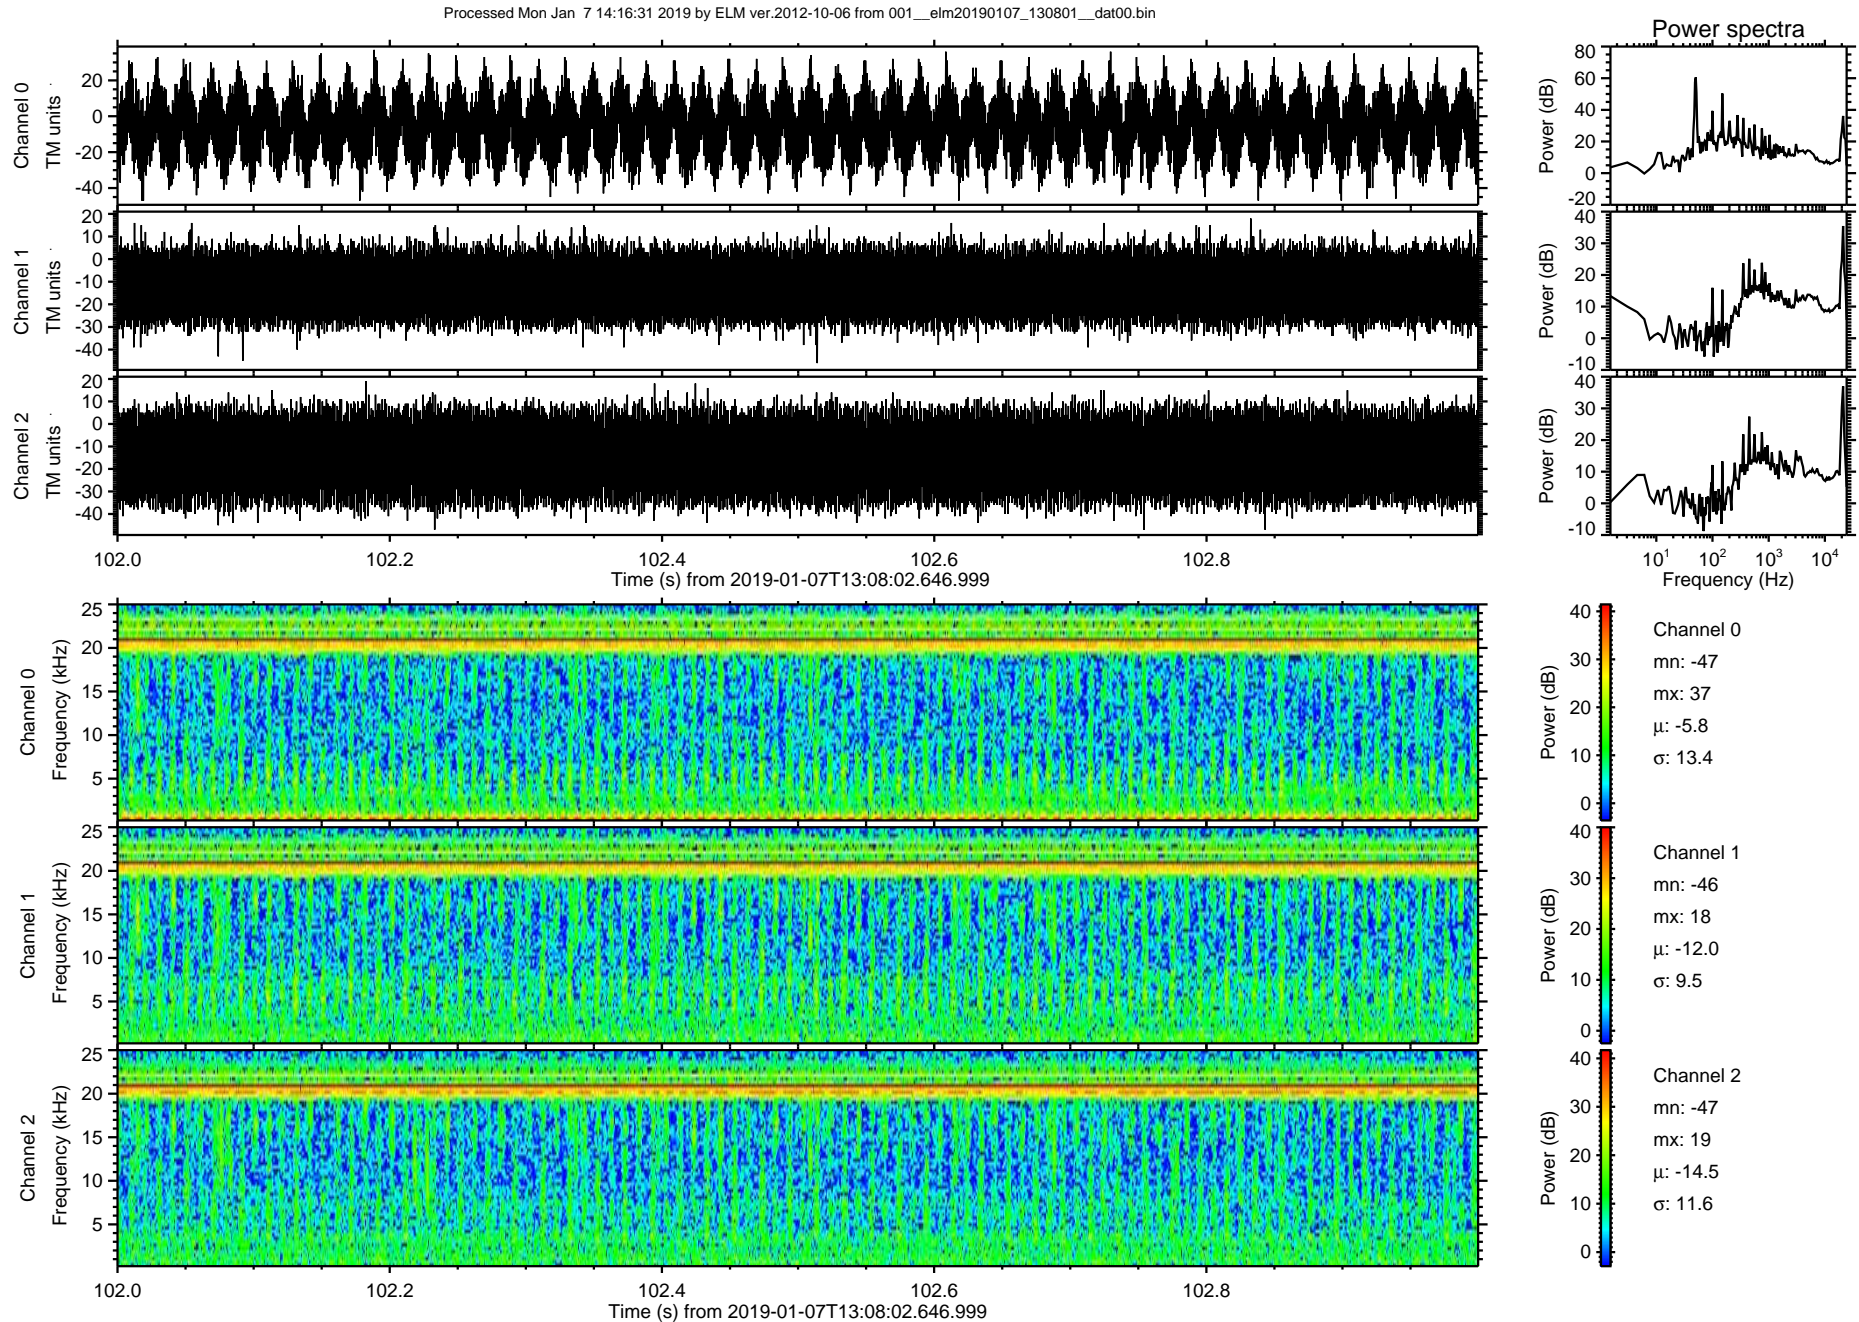 Processed Mon Jan 7 14:16:31 2019 by ELM ver.2012-10-06 from 001__elm20190107_130801__dat00.bin
Power spectra
Channel 0
TM units
20
0
-20
-40
Power (dB)
80
60
40
20
0
-20
Channel 1
TM units
20
10
0
-10
-20
-30
-40
Power (dB)
40
30
20
10
0
-10
Channel 2
TM units
20
10
0
-10
-20
-30
-40
Power (dB)
40
30
20
10
0
-10
102.0 102.2 102.4 102.6 102.8
Time (s) from 2019-01-07T13:08:02.646.999
10^1 10^2 10^3 10^4
Frequency (Hz)
Channel 0
Frequency (kHz)
25
20
15
10
5
Power (dB)
40
30
20
10
0
Channel 0
mn: -47
mx: 37
μ: -5.8
σ: 13.4
Channel 1
Frequency (kHz)
25
20
15
10
5
Power (dB)
40
30
20
10
0
Channel 1
mn: -46
mx: 18
μ: -12.0
σ: 9.5
Channel 2
Frequency (kHz)
25
20
15
10
5
Power (dB)
40
30
20
10
0
Channel 2
mn: -47
mx: 19
μ: -14.5
σ: 11.6
102.0 102.2 102.4 102.6 102.8
Time (s) from 2019-01-07T13:08:02.646.999